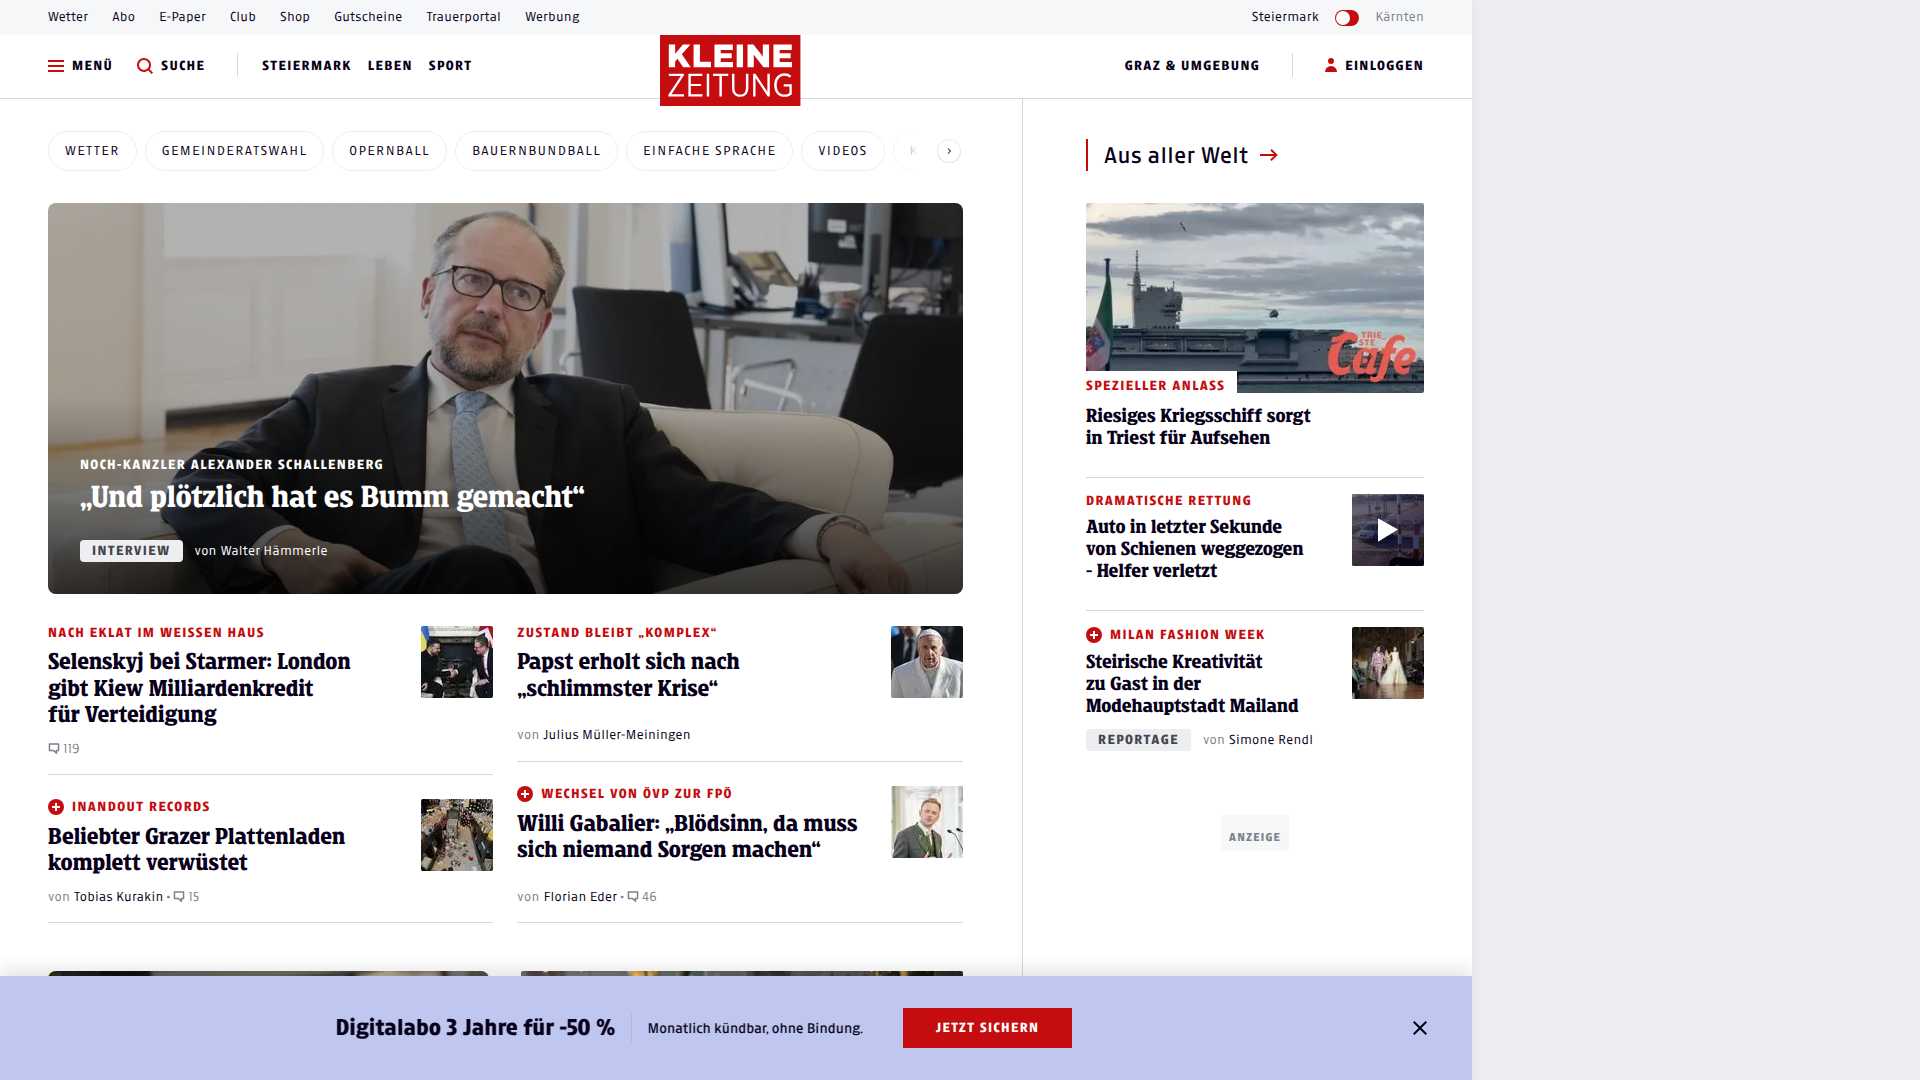 Wetter Abo E-Paper Club Shop Gutscheine Trauerportal Werbung Steiermark Kärnten
MENÜ SUCHE STEIERMARK LEBEN SPORT KLEINE ZEITUNG GRAZ & UMGEBUNG EINLOGGEN
WETTER GEMEINDERATSWAHL OPERNBALL BAUERNBUNDBALL EINFACHE SPRACHE VIDEOS K
NOCH-KANZLER ALEXANDER SCHALLENBERG
„Und plötzlich hat es Bumm gemacht“
INTERVIEW von Walter Hämmerle
NACH EKLAT IM WEISSEN HAUS
Selenskyj bei Starmer: London
gibt Kiew Milliardenkredit
für Verteidigung
119
INANDOUT RECORDS
Beliebter Grazer Plattenladen
komplett verwüstet
von Tobias Kurakin • 15
ZUSTAND BLEIBT „KOMPLEX“
Papst erholt sich nach
„schlimmster Krise“
von Julius Müller-Meiningen
WECHSEL VON ÖVP ZUR FPÖ
Willi Gabalier: „Blödsinn, da muss
sich niemand Sorgen machen“
von Florian Eder • 46
Aus aller Welt
TRIE
STE
Cafe
SPEZIELLER ANLASS
Riesiges Kriegsschiff sorgt
in Triest für Aufsehen
DRAMATISCHE RETTUNG
Auto in letzter Sekunde
von Schienen weggezogen
- Helfer verletzt
MILAN FASHION WEEK
Steirische Kreativität
zu Gast in der
Modehauptstadt Mailand
REPORTAGE von Simone Rendl
ANZEIGE
Digitalabo 3 Jahre für -50 % Monatlich kündbar, ohne Bindung. JETZT SICHERN